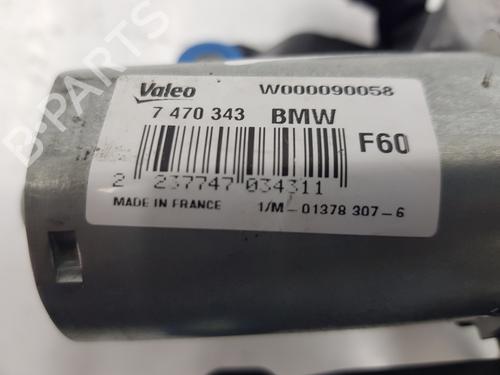 Valeo W000090058
7 470 343 BMW
F60
2 237747 034311
MADE IN FRANCE 1/M-01378 307-6
B-PARTS